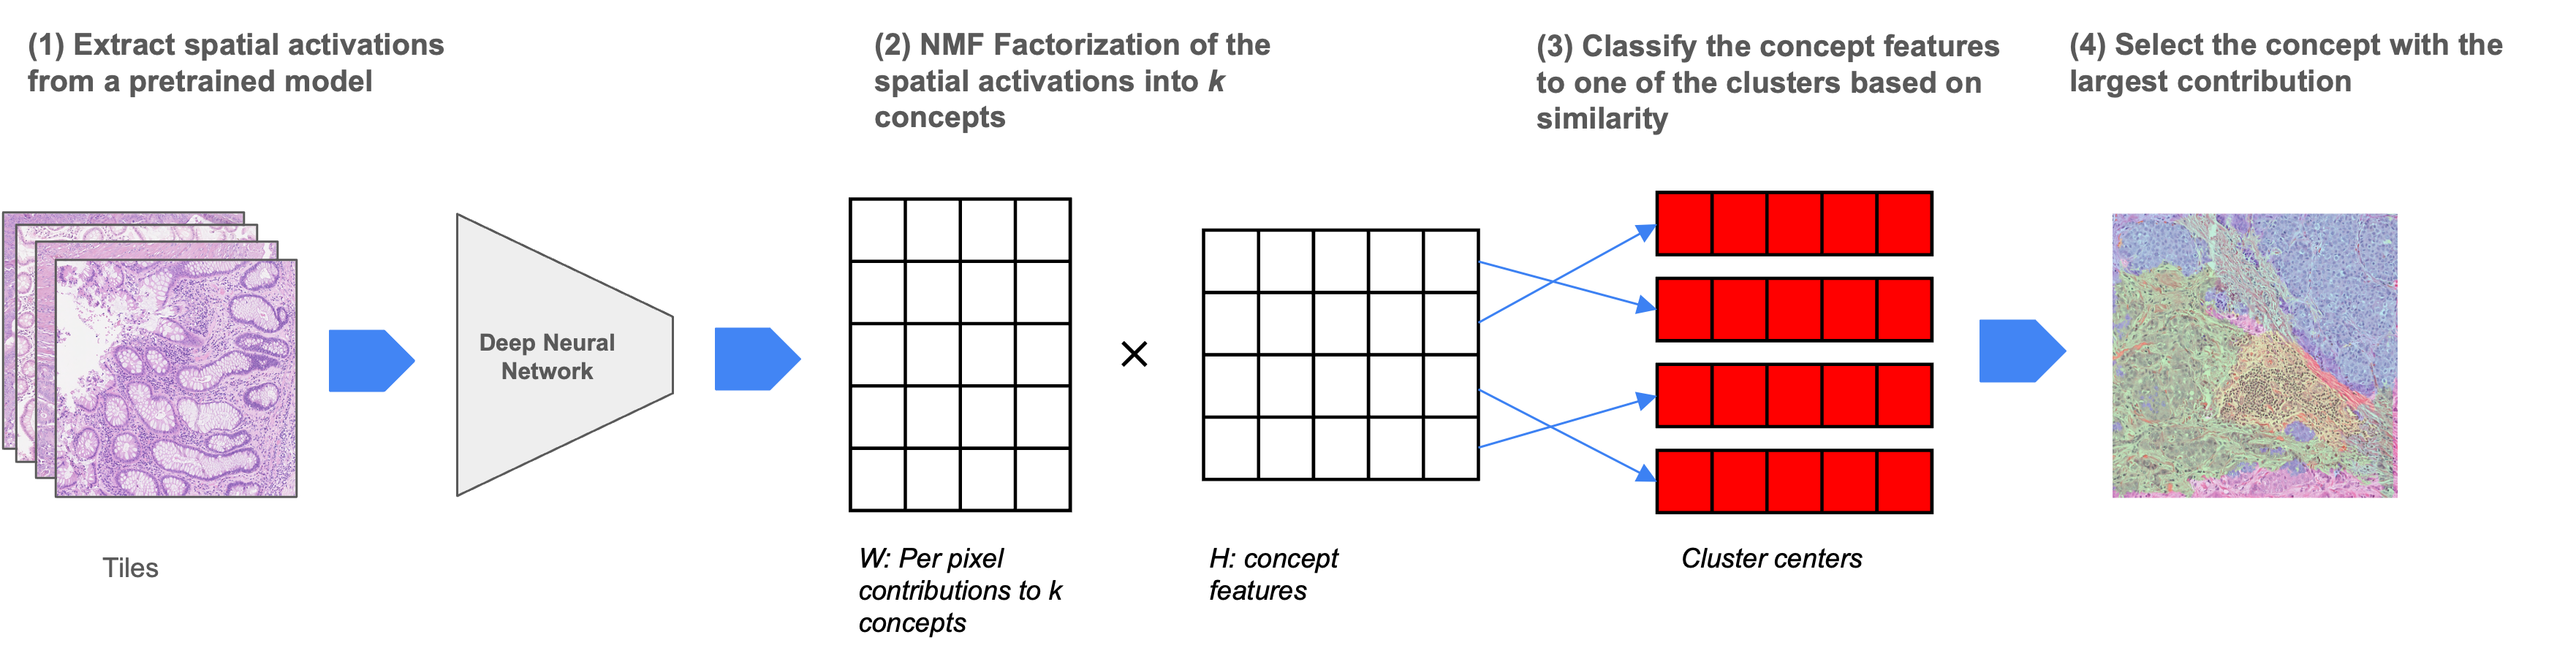 (1) Extract spatial activations
from a pretrained model
(2) NMF Factorization of the
spatial activations into k
concepts
(3) Classify the concept features
to one of the clusters based on
similarity
(4) Select the concept with the
largest contribution
Deep Neural
Network
×
Tiles
W: Per pixel
contributions to k
concepts
H: concept
features
Cluster centers